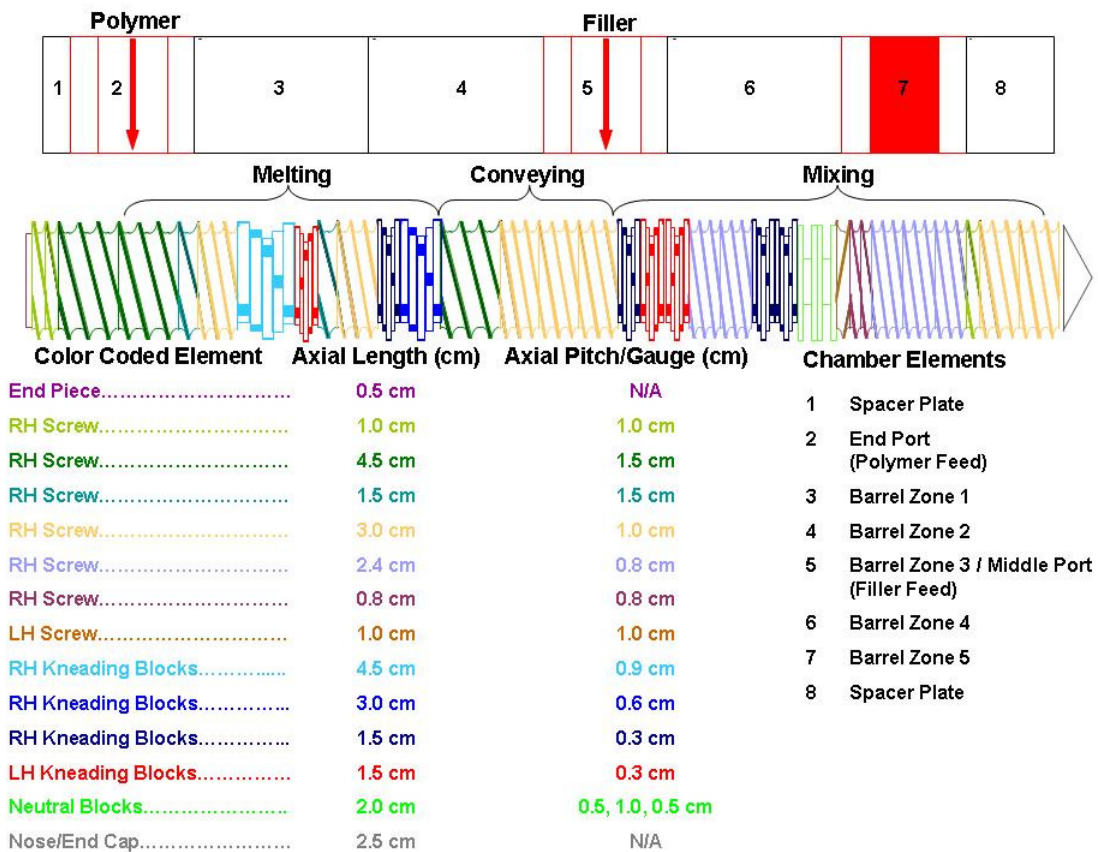 Polymer Filler
1 2 3 4 5 6 7 8
Melting Conveying Mixing
Color Coded Element Axial Length (cm) Axial Pitch/Gauge (cm)
End Piece.............................. 0.5 cm N/A
RH Screw.............................. 1.0 cm 1.0 cm
RH Screw.............................. 4.5 cm 1.5 cm
RH Screw.............................. 1.5 cm 1.5 cm
RH Screw.............................. 3.0 cm 1.0 cm
RH Screw.............................. 2.4 cm 0.8 cm
RH Screw.............................. 0.8 cm 0.8 cm
LH Screw.............................. 1.0 cm 1.0 cm
RH Kneading Blocks............... 4.5 cm 0.9 cm
RH Kneading Blocks............... 3.0 cm 0.6 cm
RH Kneading Blocks............... 1.5 cm 0.3 cm
LH Kneading Blocks............... 1.5 cm 0.3 cm
Neutral Blocks....................... 2.0 cm 0.5, 1.0, 0.5 cm
Nose/End Cap....................... 2.5 cm N/A
Chamber Elements
1 Spacer Plate
2 End Port
(Polymer Feed)
3 Barrel Zone 1
4 Barrel Zone 2
5 Barrel Zone 3 / Middle Port
(Filler Feed)
6 Barrel Zone 4
7 Barrel Zone 5
8 Spacer Plate